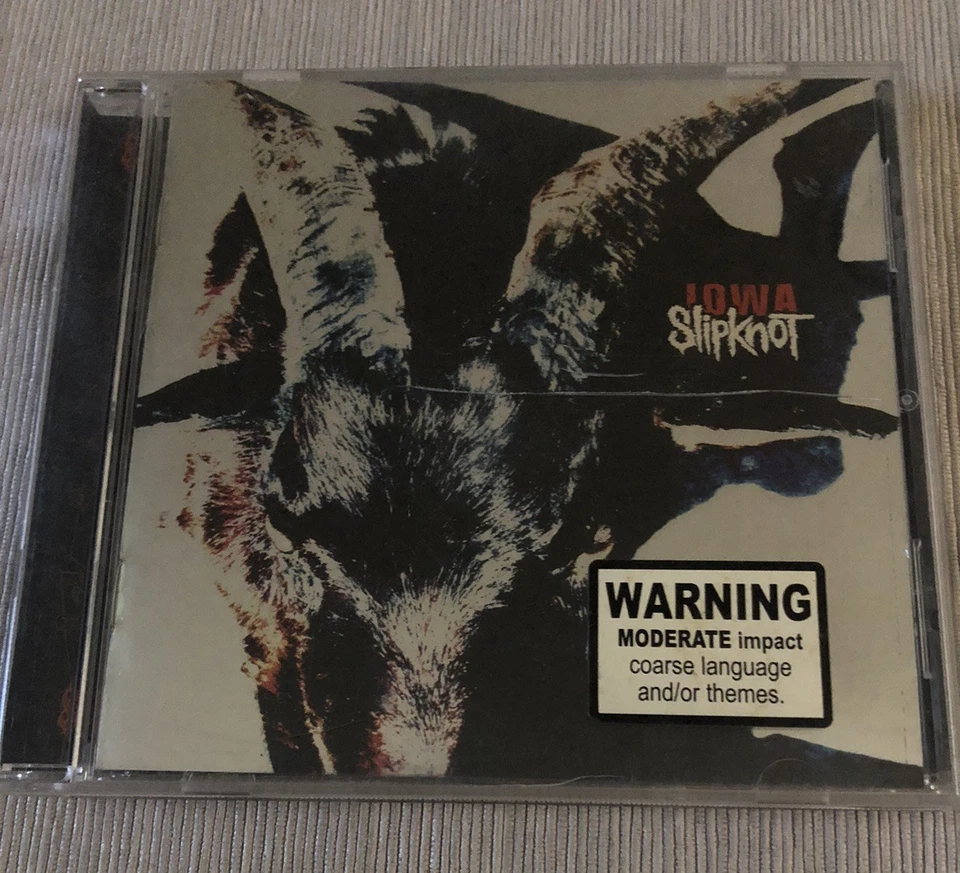 IOWA
Slipknot
WARNING
MODERATE impact
coarse language
and/or themes.